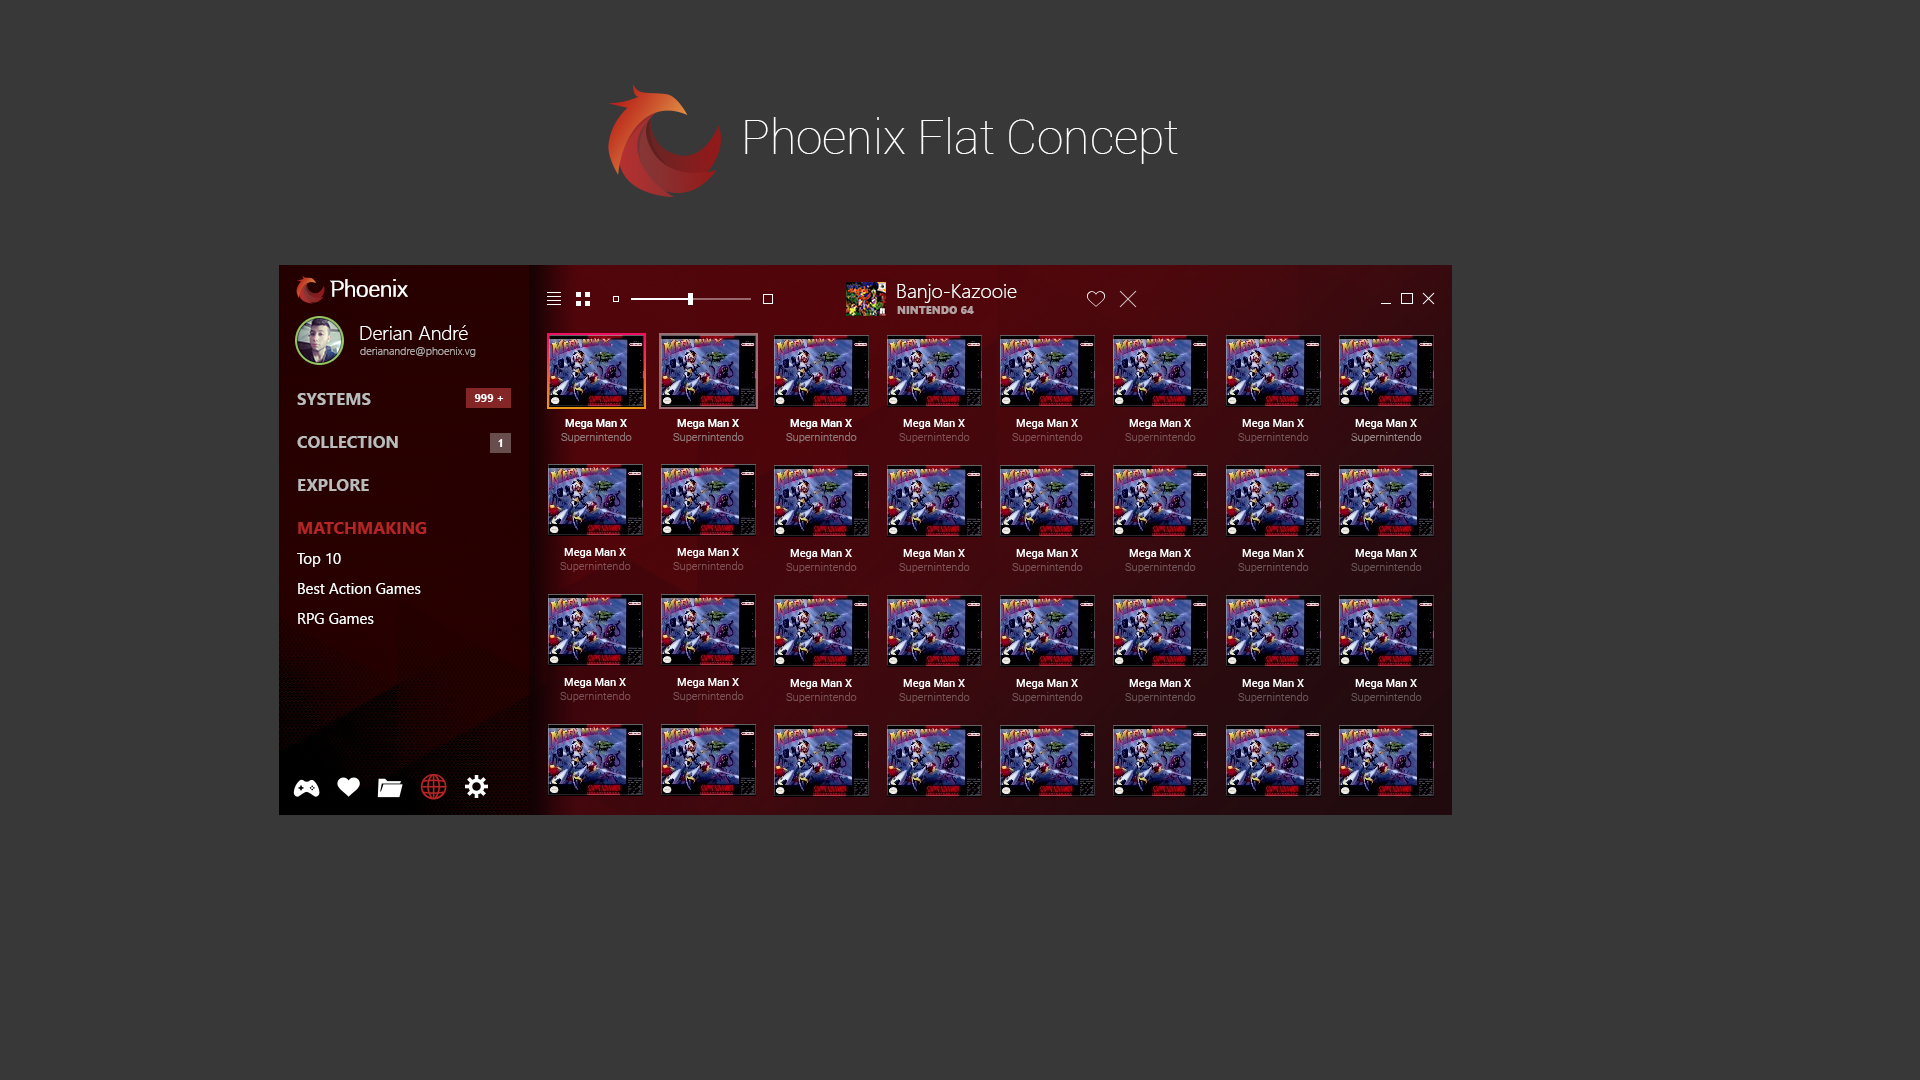 Phoenix Flat Concept
Phoenix
Derian André
derianandre@phoenix.vg
SYSTEMS 999 +
COLLECTION 1
EXPLORE
MATCHMAKING
Top 10
Best Action Games
RPG Games
Banjo-Kazooie
NINTENDO 64
Mega Man X Mega Man X Mega Man X Mega Man X Mega Man X Mega Man X Mega Man X Mega Man X
Supernintendo Supernintendo Supernintendo Supernintendo Supernintendo Supernintendo Supernintendo Supernintendo
Mega Man X Mega Man X Mega Man X Mega Man X Mega Man X Mega Man X Mega Man X Mega Man X
Supernintendo Supernintendo Supernintendo Supernintendo Supernintendo Supernintendo Supernintendo Supernintendo
Mega Man X Mega Man X Mega Man X Mega Man X Mega Man X Mega Man X Mega Man X Mega Man X
Supernintendo Supernintendo Supernintendo Supernintendo Supernintendo Supernintendo Supernintendo Supernintendo